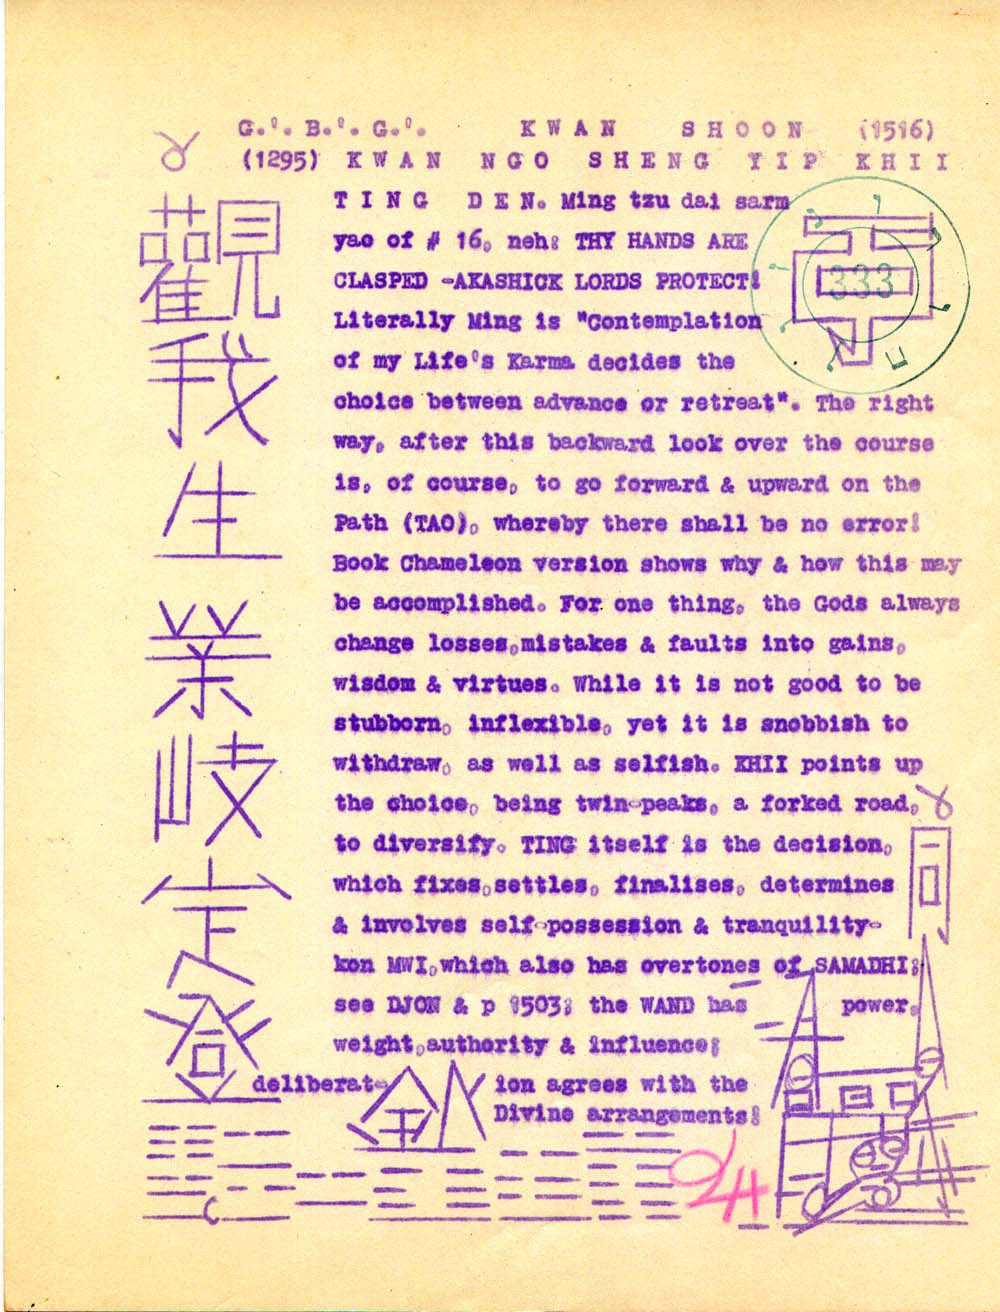 G.'. B.'. G.'. KWAN SHOON (1516)
(1295) KWAN NGO SHENG YIP KHII
TING DEN. Ming tzu dai sarm
yao of # 16, neh: THY HANDS ARE
CLASPED -AKASHICK LORDS PROTECT!
Literally Ming is "Contemplation
of my Life's Karma decides the
choice between advance or retreat". The right
way, after this backward look over the course
is, of course, to go forward & upward on the
Path (TAO), whereby there shall be no error!
Book Chameleon version shows why & how this may
be accomplished. For one thing, the Gods always
change losses,mistakes & faults into gains,
wisdom & virtues. While it is not good to be
stubborn, inflexible, yet it is snobbish to
withdraw, as well as selfish. KHII points up
the choice, being twin-peaks, a forked road,
to diversify. TING itself is the decision,
which fixes,settles, finalises, determines
& involves self-possession & tranquility-
kon MWI,which also has overtones of SAMADHI;
see DJON & p 1503; the WAND has power,
weight,authority & influence;
deliberat- ion agrees with the
Divine arrangements!
觀
我
生
業
岐
定
333